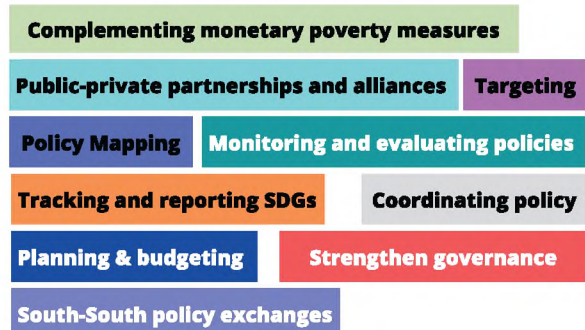 Complementing monetary poverty measures
Public-private partnerships and alliances
Targeting
Policy Mapping
Monitoring and evaluating policies
Tracking and reporting SDGs
Coordinating policy
Planning & budgeting
Strengthen governance
South-South policy exchanges